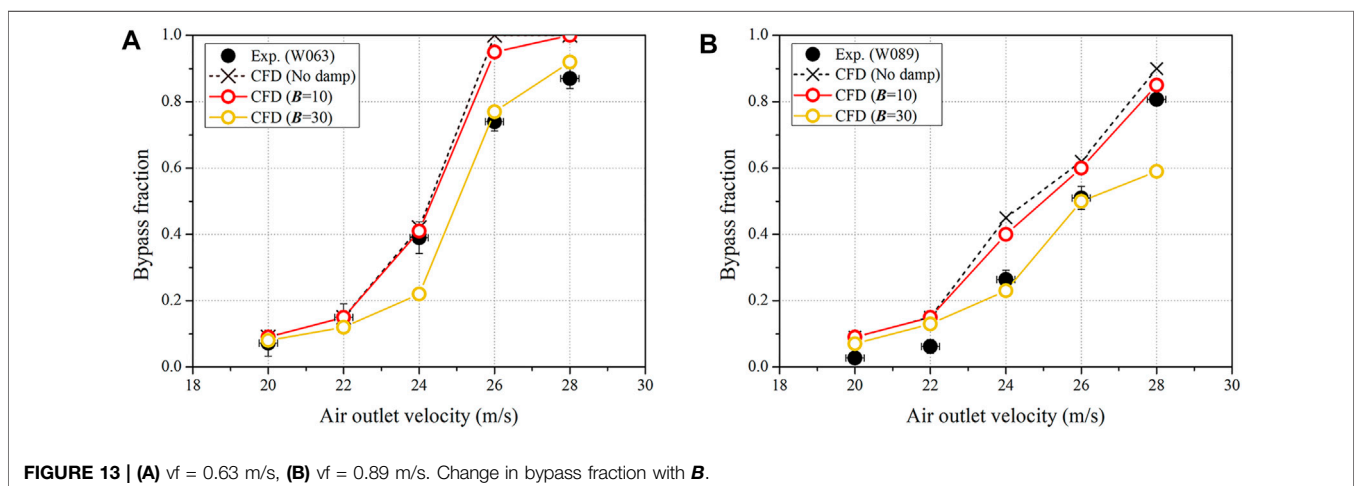 A
Exp. (W063)
CFD (No damp)
CFD (B=10)
CFD (B=30)
1.0
0.8
0.6
0.4
0.2
0.0
Bypass fraction
18 20 22 24 26 28 30
Air outlet velocity (m/s)
B
Exp. (W089)
CFD (No damp)
CFD (B=10)
CFD (B=30)
1.0
0.8
0.6
0.4
0.2
0.0
Bypass fraction
18 20 22 24 26 28 30
Air outlet velocity (m/s)
FIGURE 13 | (A) vf = 0.63 m/s, (B) vf = 0.89 m/s. Change in bypass fraction with B.